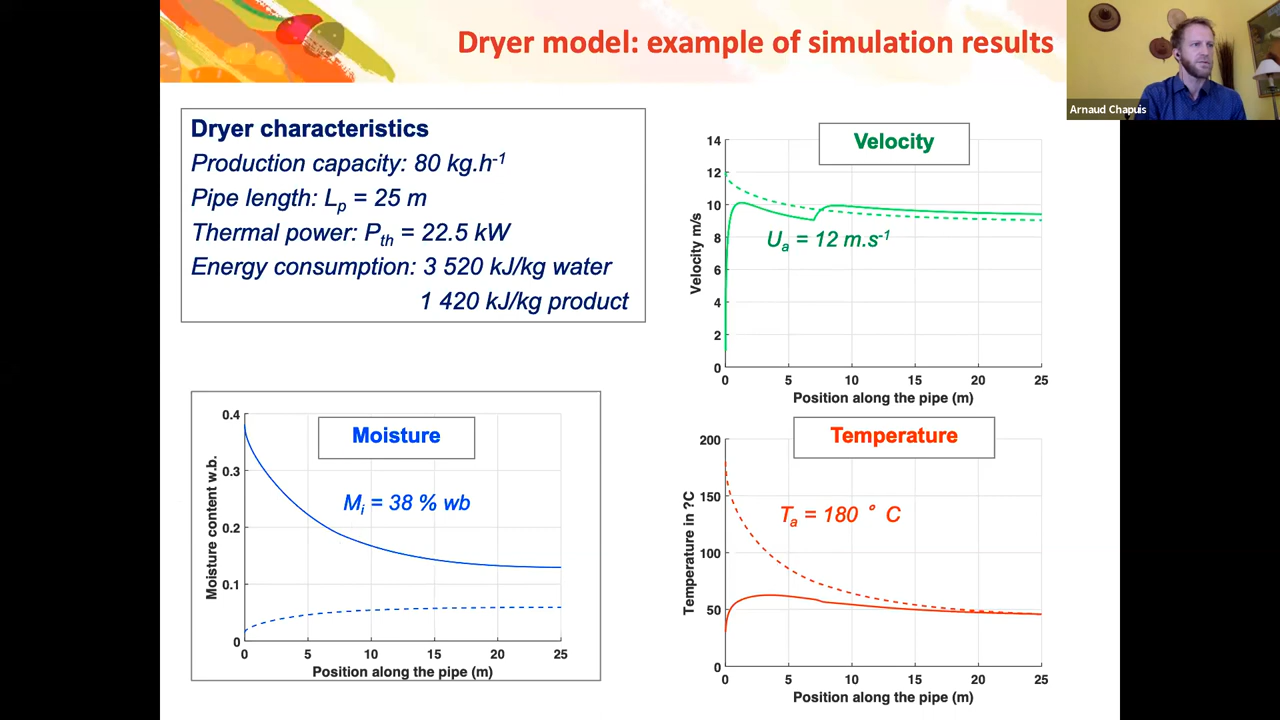 Dryer model: example of simulation results
Arnaud Chapuis
Dryer characteristics
Production capacity: 80 kg.h-1
Pipe length: Lp = 25 m
Thermal power: Pth = 22.5 kW
Energy consumption: 3 520 kJ/kg water
1 420 kJ/kg product
Velocity
14
12
10
8
6
4
2
0
Velocity m/s
Ua = 12 m.s-1
0 5 10 15 20 25
Position along the pipe (m)
Moisture
0.4
0.3
0.2
0.1
0
Moisture content w.b.
Mi = 38 % wb
0 5 10 15 20 25
Position along the pipe (m)
Temperature
200
150
100
50
0
Temperature in ?C
Ta = 180 ° C
0 5 10 15 20 25
Position along the pipe (m)